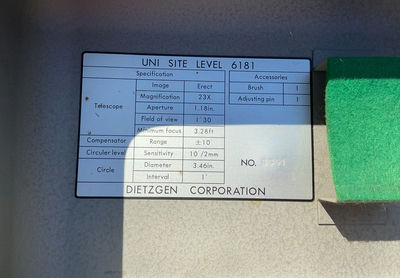 UNI SITE LEVEL 6181
Specification Accessories
Telescope Image Erect Brush 1
Magnification 23X Adjusting pin 1
Aperture 1.18in.
Field of view 1°30
Minimum focus 3.28ft
Compensator Range ±10
Circuler level Sensitivity 10'/2mm
Circle Diameter 3.46in.
Interval 1°
NO.
DIETZGEN CORPORATION